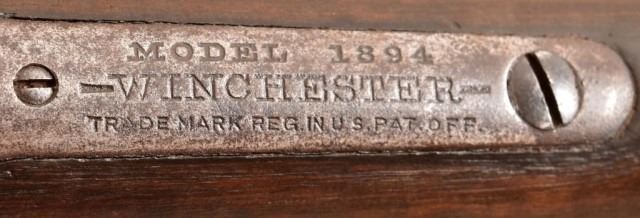 MODEL 1894
-WINCHESTER-
TRADE MARK REG. IN U.S. PAT. OFF.